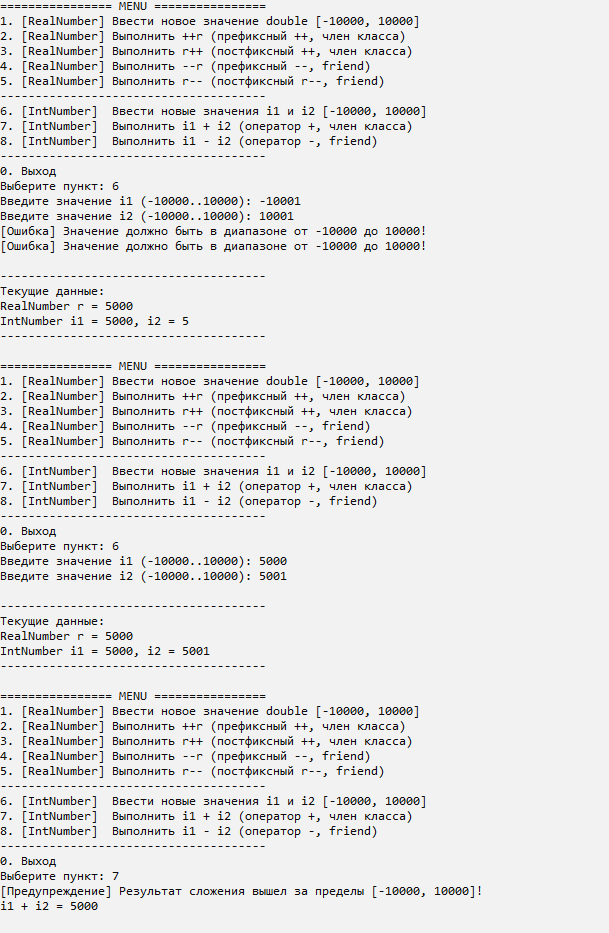 ================ MENU ================
1. [RealNumber] Ввести новое значение double [-10000, 10000]
2. [RealNumber] Выполнить ++r (префиксный ++, член класса)
3. [RealNumber] Выполнить r++ (постфиксный ++, член класса)
4. [RealNumber] Выполнить --r (префиксный --, friend)
5. [RealNumber] Выполнить r-- (постфиксный r--, friend)
--------------------------------------
6. [IntNumber]  Ввести новые значения i1 и i2 [-10000, 10000]
7. [IntNumber]  Выполнить i1 + i2 (оператор +, член класса)
8. [IntNumber]  Выполнить i1 - i2 (оператор -, friend)
--------------------------------------
0. Выход
Выберите пункт: 6
Введите значение i1 (-10000..10000): -10001
Введите значение i2 (-10000..10000): 10001
[Ошибка] Значение должно быть в диапазоне от -10000 до 10000!
[Ошибка] Значение должно быть в диапазоне от -10000 до 10000!

--------------------------------------
Текущие данные:
RealNumber r = 5000
IntNumber i1 = 5000, i2 = 5
--------------------------------------

================ MENU ================
1. [RealNumber] Ввести новое значение double [-10000, 10000]
2. [RealNumber] Выполнить ++r (префиксный ++, член класса)
3. [RealNumber] Выполнить r++ (постфиксный ++, член класса)
4. [RealNumber] Выполнить --r (префиксный --, friend)
5. [RealNumber] Выполнить r-- (постфиксный r--, friend)
--------------------------------------
6. [IntNumber]  Ввести новые значения i1 и i2 [-10000, 10000]
7. [IntNumber]  Выполнить i1 + i2 (оператор +, член класса)
8. [IntNumber]  Выполнить i1 - i2 (оператор -, friend)
--------------------------------------
0. Выход
Выберите пункт: 6
Введите значение i1 (-10000..10000): 5000
Введите значение i2 (-10000..10000): 5001

--------------------------------------
Текущие данные:
RealNumber r = 5000
IntNumber i1 = 5000, i2 = 5001
--------------------------------------

================ MENU ================
1. [RealNumber] Ввести новое значение double [-10000, 10000]
2. [RealNumber] Выполнить ++r (префиксный ++, член класса)
3. [RealNumber] Выполнить r++ (постфиксный ++, член класса)
4. [RealNumber] Выполнить --r (префиксный --, friend)
5. [RealNumber] Выполнить r-- (постфиксный r--, friend)
--------------------------------------
6. [IntNumber]  Ввести новые значения i1 и i2 [-10000, 10000]
7. [IntNumber]  Выполнить i1 + i2 (оператор +, член класса)
8. [IntNumber]  Выполнить i1 - i2 (оператор -, friend)
--------------------------------------
0. Выход
Выберите пункт: 7
[Предупреждение] Результат сложения вышел за пределы [-10000, 10000]!
i1 + i2 = 5000